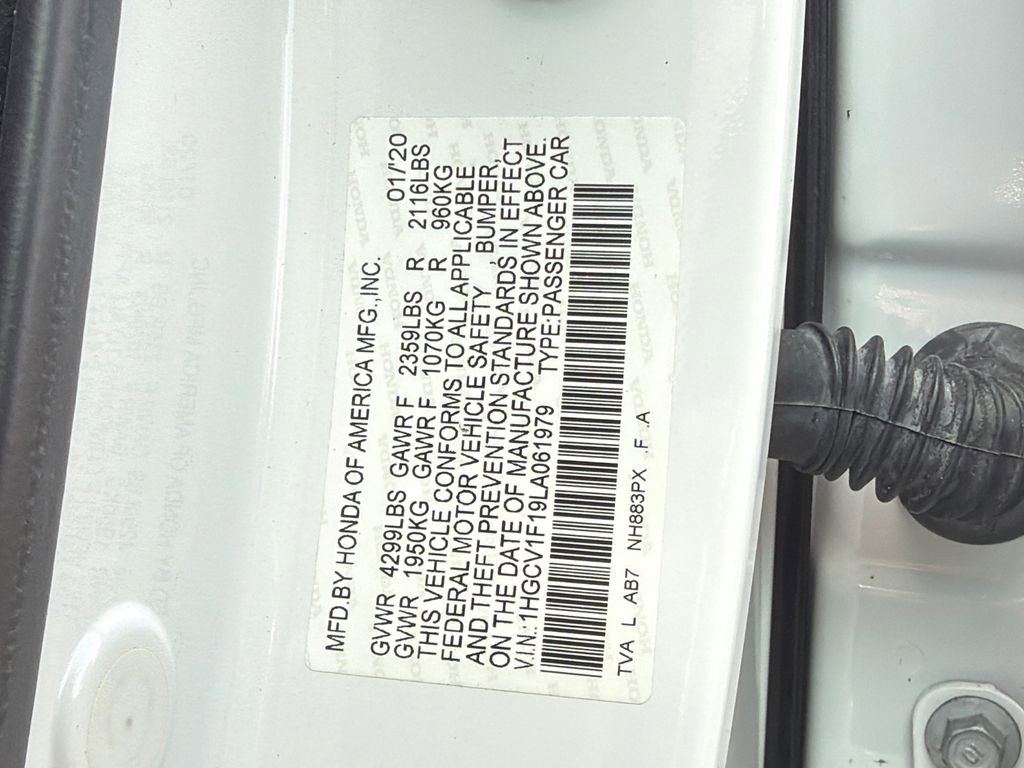 MFD.BY HONDA OF AMERICA MFG.,INC. 01/'20
GVWR 4299LBS GAWR F 2359LBS R 2116LBS
GVWR 1950KG GAWR F 1070KG R 960KG
THIS VEHICLE CONFORMS TO ALL APPLICABLE
FEDERAL MOTOR VEHICLE SAFETY , BUMPER,
AND THEFT PREVENTION STANDARDS IN EFFECT
ON THE DATE OF MANUFACTURE SHOWN ABOVE.
V.I.N.: 1HGCV1F19LA061979 TYPE:PASSENGER CAR
TVA L AB7 NH883PX .F .A